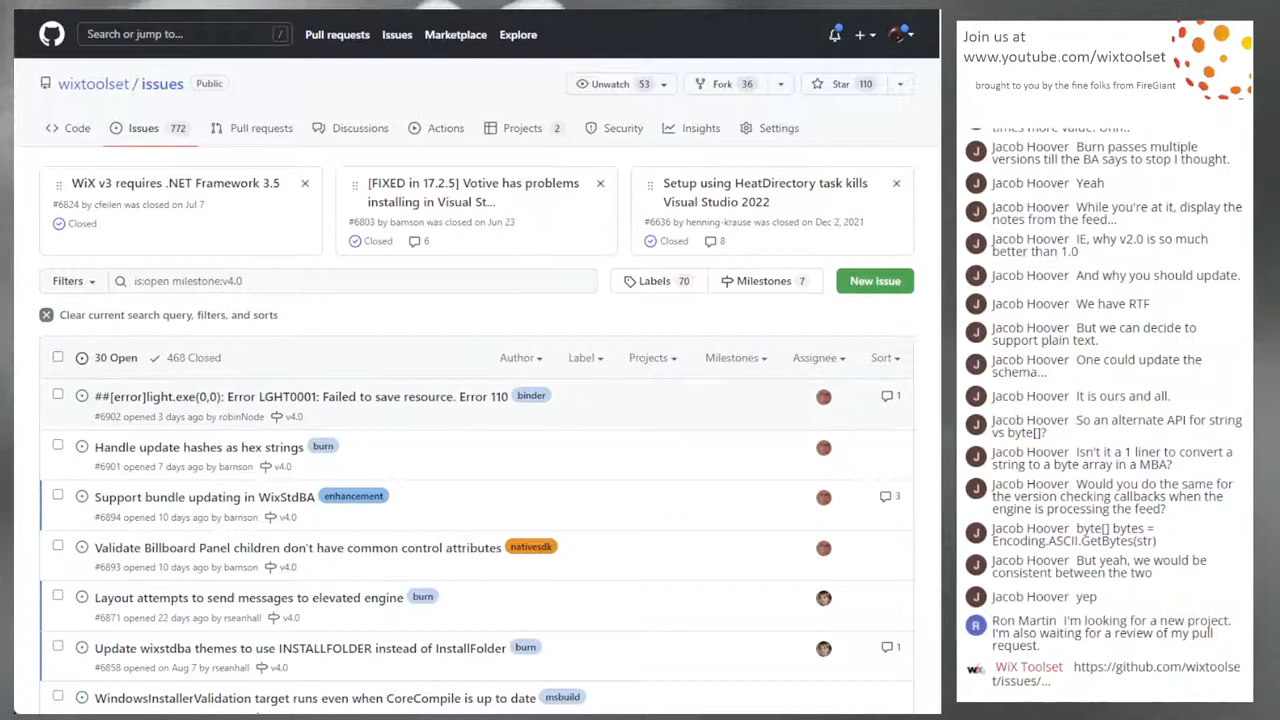 Search or jump to...
/
Pull requests
Issues
Marketplace
Explore
wixtoolset / issues
Public
Unwatch 53
Fork 36
Star 110
Code
Issues 772
Pull requests
Discussions
Actions
Projects 2
Security
Insights
Settings
WiX v3 requires .NET Framework 3.5
#6824 by cfeilen was closed on Jul 7
Closed
[FIXED in 17.2.5] Votive has problems
installing in Visual St...
#6803 by barnson was closed on Jun 23
Closed 6
Setup using HeatDirectory task kills
Visual Studio 2022
#6636 by henning-krause was closed on Dec 2, 2021
Closed 8
Filters
is:open milestone:v4.0
Labels 70
Milestones 7
New issue
Clear current search query, filters, and sorts
30 Open
468 Closed
Author
Label
Projects
Milestones
Assignee
Sort
##[error]light.exe(0,0): Error LGHT0001: Failed to save resource. Error 110 binder
1
#6902 opened 3 days ago by robinNode v4.0
Handle update hashes as hex strings burn
#6901 opened 7 days ago by barnson v4.0
Support bundle updating in WixStdBA enhancement
3
#6894 opened 10 days ago by barnson v4.0
Validate Billboard Panel children don't have common control attributes nativesdk
#6893 opened 10 days ago by barnson v4.0
Layout attempts to send messages to elevated engine burn
#6871 opened 22 days ago by rseanhall v4.0
Update wixstdba themes to use INSTALLFOLDER instead of InstallFolder burn
1
#6858 opened on Aug 7 by rseanhall v4.0
WindowsInstallerValidation target runs even when CoreCompile is up to date msbuild
Join us at
www.youtube.com/wixtoolset
brought to you by the fine folks from FireGiant
times more value. Unn..
Jacob Hoover Burn passes multiple
versions till the BA says to stop I thought.
Jacob Hoover Yeah
Jacob Hoover While you're at it, display the
notes from the feed...
Jacob Hoover IE, why v2.0 is so much
better than 1.0
Jacob Hoover And why you should update.
Jacob Hoover We have RTF
Jacob Hoover But we can decide to
support plain text.
Jacob Hoover One could update the
schema...
Jacob Hoover It is ours and all.
Jacob Hoover So an alternate API for string
vs byte[]?
Jacob Hoover Isn't it a 1 liner to convert a
string to a byte array in a MBA?
Jacob Hoover Would you do the same for
the version checking callbacks when the
engine is processing the feed?
Jacob Hoover byte[] bytes =
Encoding.ASCII.GetBytes(str)
Jacob Hoover But yeah, we would be
consistent between the two
Jacob Hoover yep
Ron Martin I'm looking for a new project.
I'm also waiting for a review of my pull
request.
WiX Toolset https://github.com/wixtoolse
t/issues/...